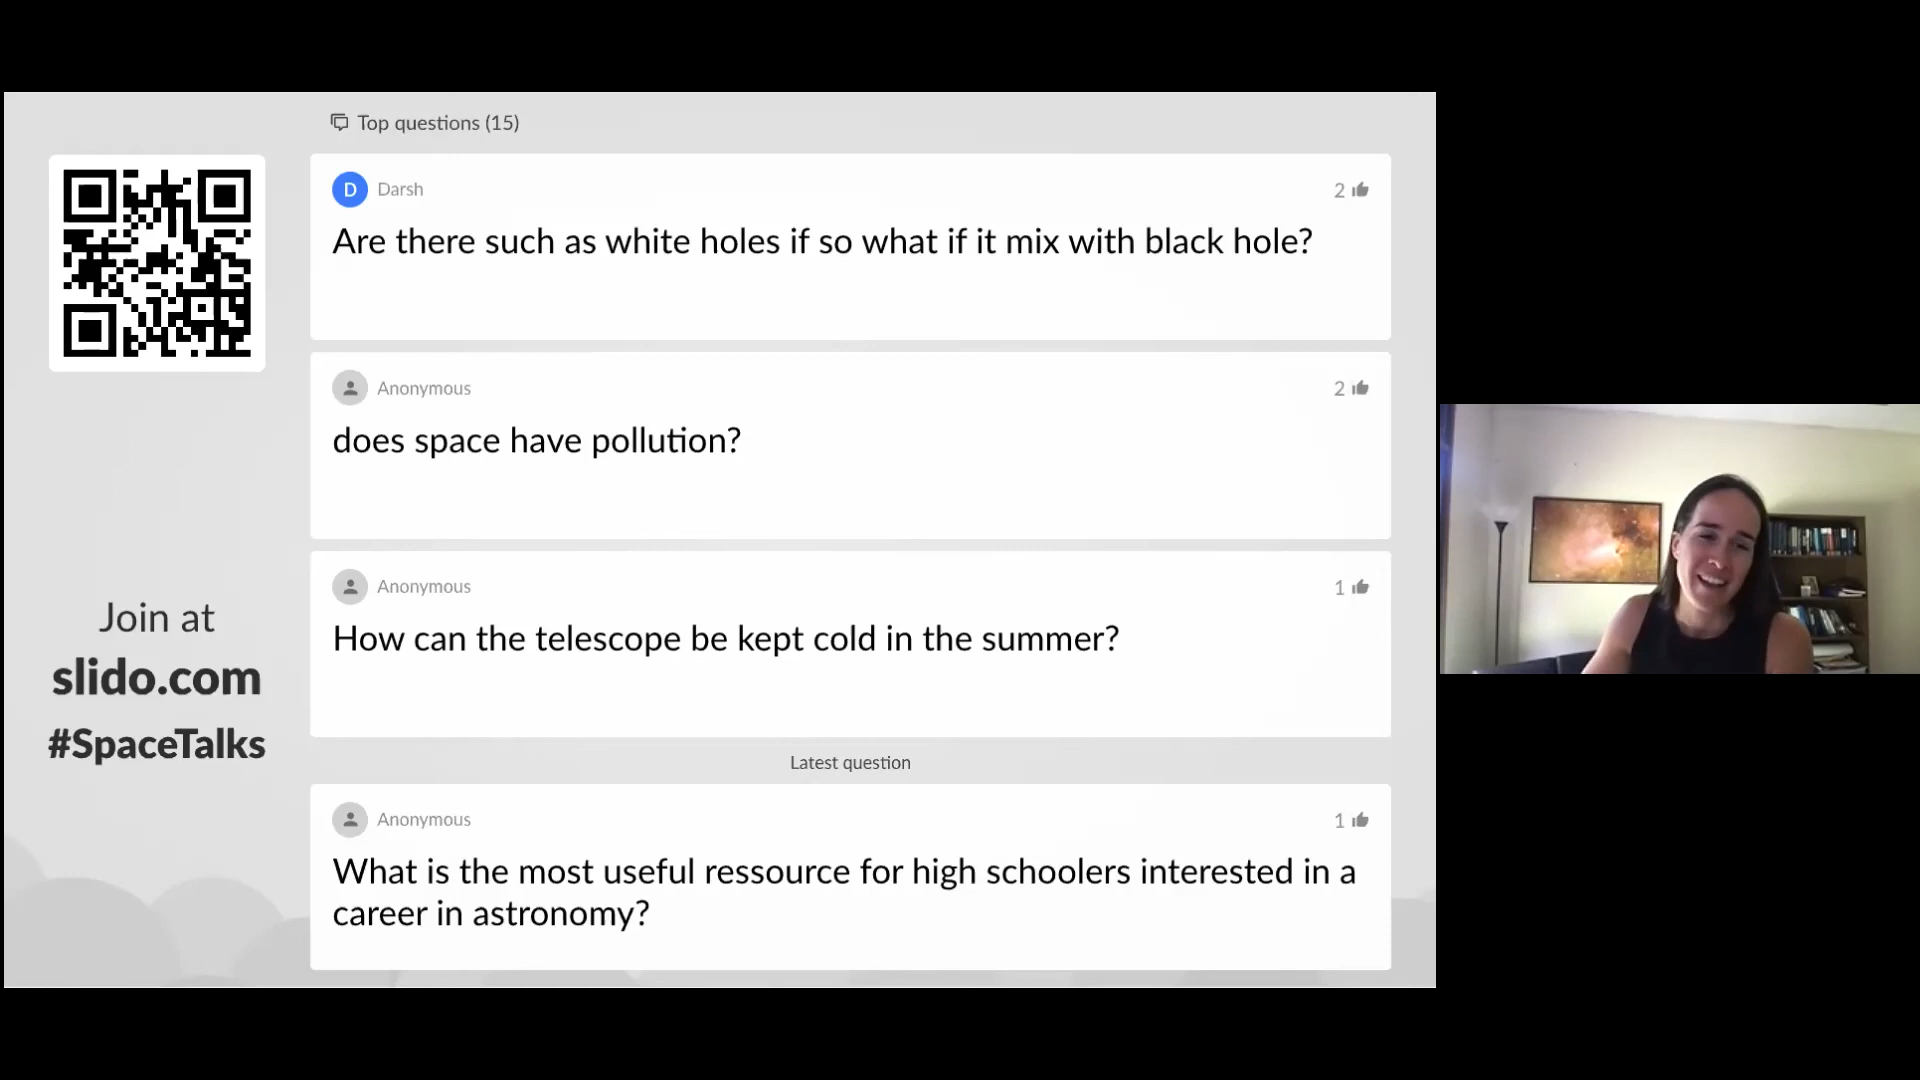 Top questions (15)
D Darsh 2
Are there such as white holes if so what if it mix with black hole?
Anonymous 2
does space have pollution?
Anonymous 1
How can the telescope be kept cold in the summer?
Latest question
Anonymous 1
What is the most useful ressource for high schoolers interested in a
career in astronomy?
Join at
slido.com
#SpaceTalks